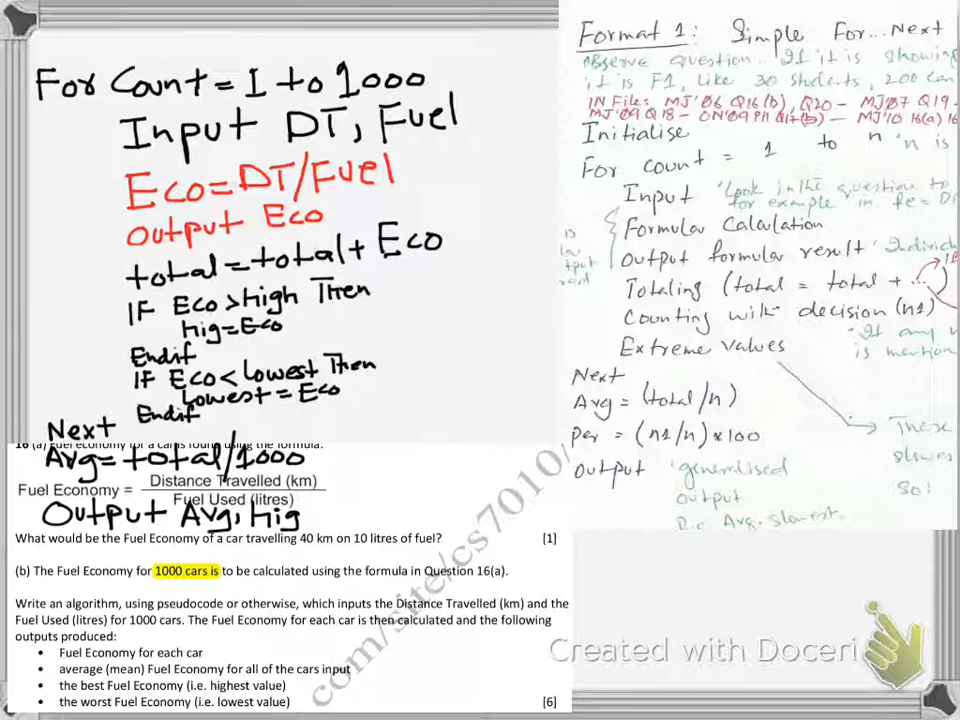 For Count = 1 to 1000
Input DT, Fuel
Eco = DT/Fuel
Output Eco
total = total + Eco
IF Eco > high Then
hig = Eco
Endif
IF Eco < lowest Then
Lowest = Eco
Endif
Next
Avg = total/1000
Output Avg, hig
16 (a) Fuel economy for a car is found using the formula:
Fuel Economy = Distance Travelled (km)
Fuel Used (litres)
What would be the Fuel Economy of a car travelling 40 km on 10 litres of fuel? [1]
(b) The Fuel Economy for 1000 cars is to be calculated using the formula in Question 16(a).
Write an algorithm, using pseudocode or otherwise, which inputs the Distance Travelled (km) and the
Fuel Used (litres) for 1000 cars. The Fuel Economy for each car is then calculated and the following
outputs produced:
• Fuel Economy for each car
• average (mean) Fuel Economy for all of the cars input
• the best Fuel Economy (i.e. highest value)
• the worst Fuel Economy (i.e. lowest value) [6]
Format 1: Simple For...Next
Observe question. If it is showing
it is F1, Like 30 students, 200 car
IN File: MJ'06 Q16(b), Q20 - MJ'07 Q19 -
MJ'09 Q18 - ON'09 P11 Q17(b) - MJ'10 16(a) 16
Initialise
For count = 1 to n 'n is
Input 'Look in the question to
for example in fe = D
Formula Calculation
Output formula result 'Individ
Totaling (total = total + ...)
Counting with decision (n1)
'If any
is mention
Extreme values
Next
Avg = (total/n)
Per = (n1/n) * 100
Output 'generalised
output
Avg. slowest.
These
slowes
So:
com/site/cs7010/
Created with Doceri